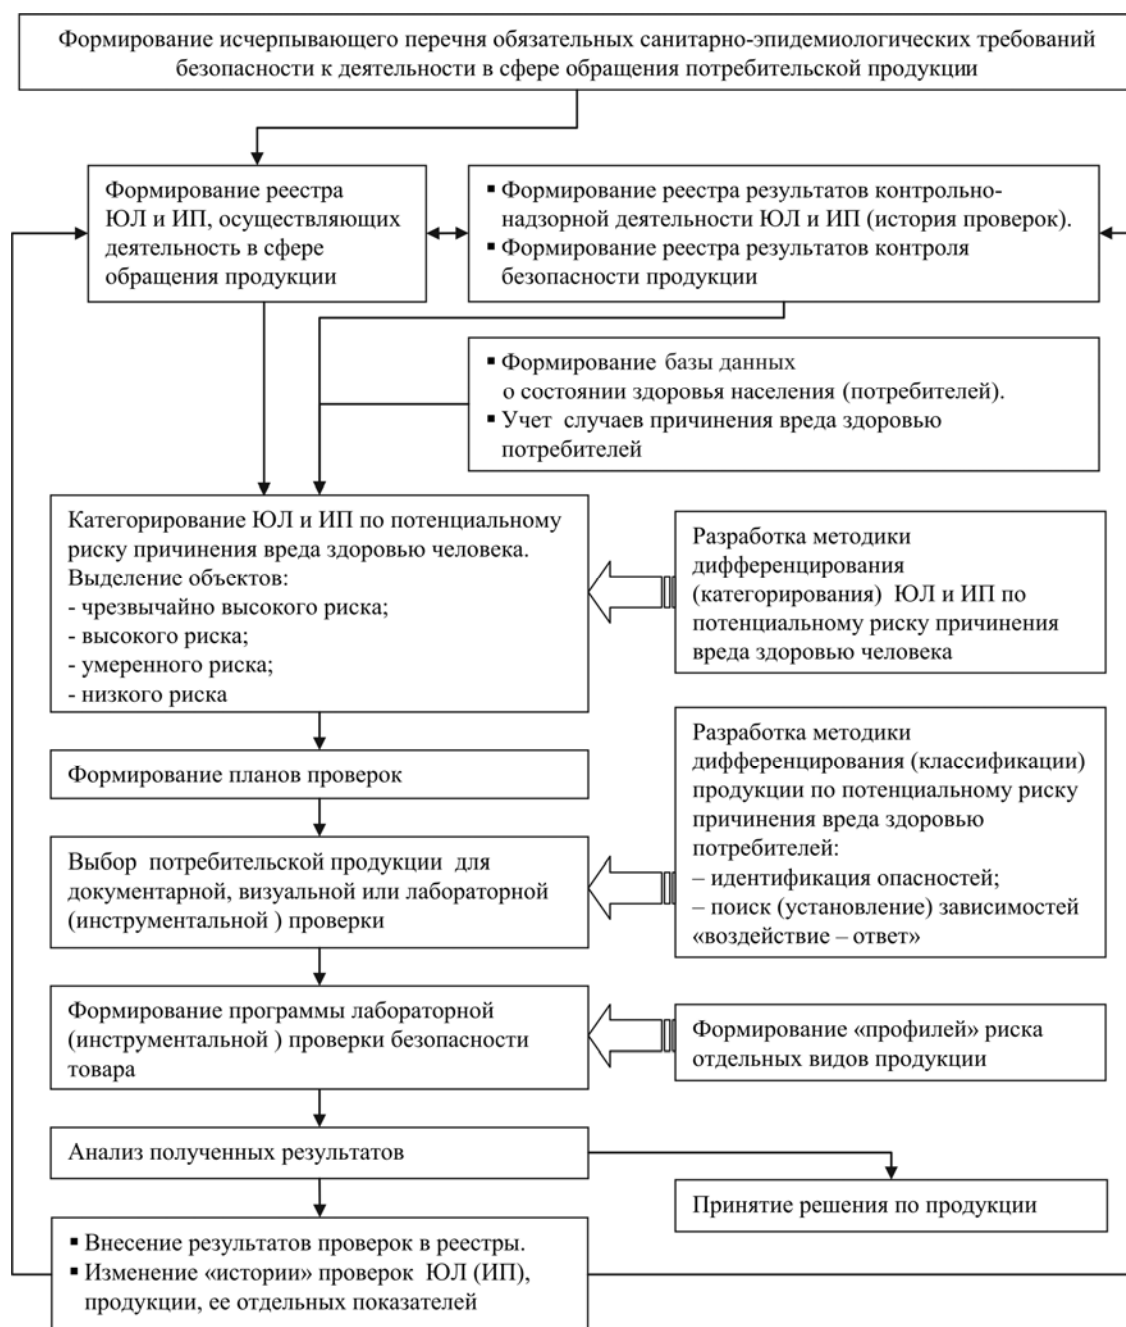 Формирование исчерпывающего перечня обязательных санитарно-эпидемиологических требований
безопасности к деятельности в сфере обращения потребительской продукции
Формирование реестра
ЮЛ и ИП, осуществляющих
деятельность в сфере
обращения продукции
▪ Формирование реестра результатов контрольно-
надзорной деятельности ЮЛ и ИП (история проверок).
▪ Формирование реестра результатов контроля
безопасности продукции
▪ Формирование базы данных
о состоянии здоровья населения (потребителей).
▪ Учет случаев причинения вреда здоровью
потребителей
Категорирование ЮЛ и ИП по потенциальному
риску причинения вреда здоровью человека.
Выделение объектов:
- чрезвычайно высокого риска;
- высокого риска;
- умеренного риска;
- низкого риска
Разработка методики
дифференцирования
(категорирования) ЮЛ и ИП по
потенциальному риску причинения
вреда здоровью человека
Формирование планов проверок
Разработка методики
дифференцирования (классификации)
продукции по потенциальному риску
причинения вреда здоровью
потребителей:
– идентификация опасностей;
– поиск (установление) зависимостей
«воздействие – ответ»
Выбор потребительской продукции для
документарной, визуальной или лабораторной
(инструментальной ) проверки
Формирование программы лабораторной
(инструментальной ) проверки безопасности
товара
Формирование «профилей» риска
отдельных видов продукции
Анализ полученных результатов
Принятие решения по продукции
▪ Внесение результатов проверок в реестры.
▪ Изменение «истории» проверок ЮЛ (ИП),
продукции, ее отдельных показателей